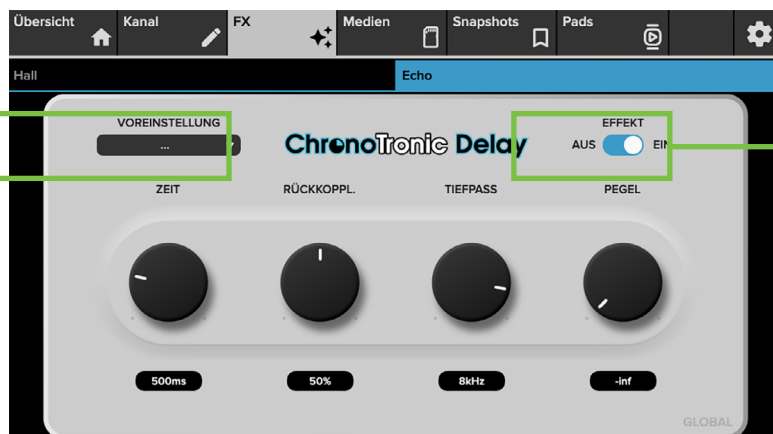 Übersicht Kanal FX Medien Snapshots Pads
Hall Echo
VOREINSTELLUNG EFFEKT
... ChronoTronic Delay AUS EIN
ZEIT RÜCKKOPPL. TIEFPASS PEGEL
500ms 50% 8kHz -inf
GLOBAL